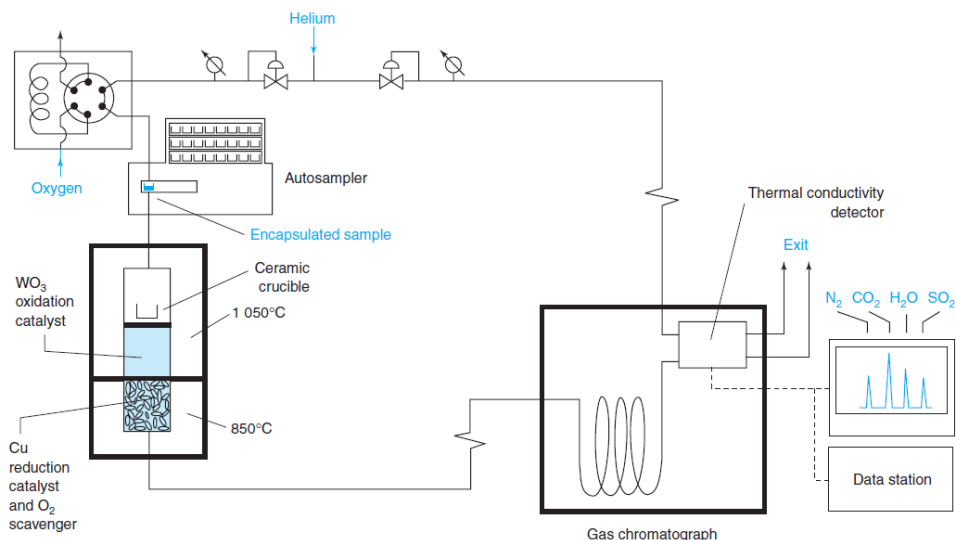 Helium
Oxygen
Autosampler
Encapsulated sample
Thermal conductivity
detector
Exit
Ceramic
crucible
WO3
oxidation
catalyst
1 050°C
N2 CO2 H2O SO2
850°C
Cu
reduction
catalyst
and O2
scavenger
Data station
Gas chromatograph